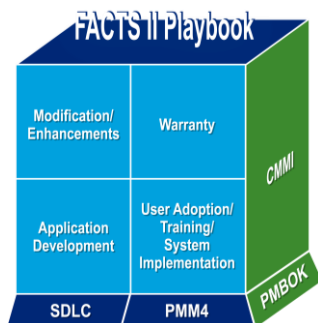 FACTS II Playbook
Modification/
Enhancements
Warranty
CMMI
Application
Development
User Adoption/
Training/
System
Implementation
SDLC
PMM4
PMBOK